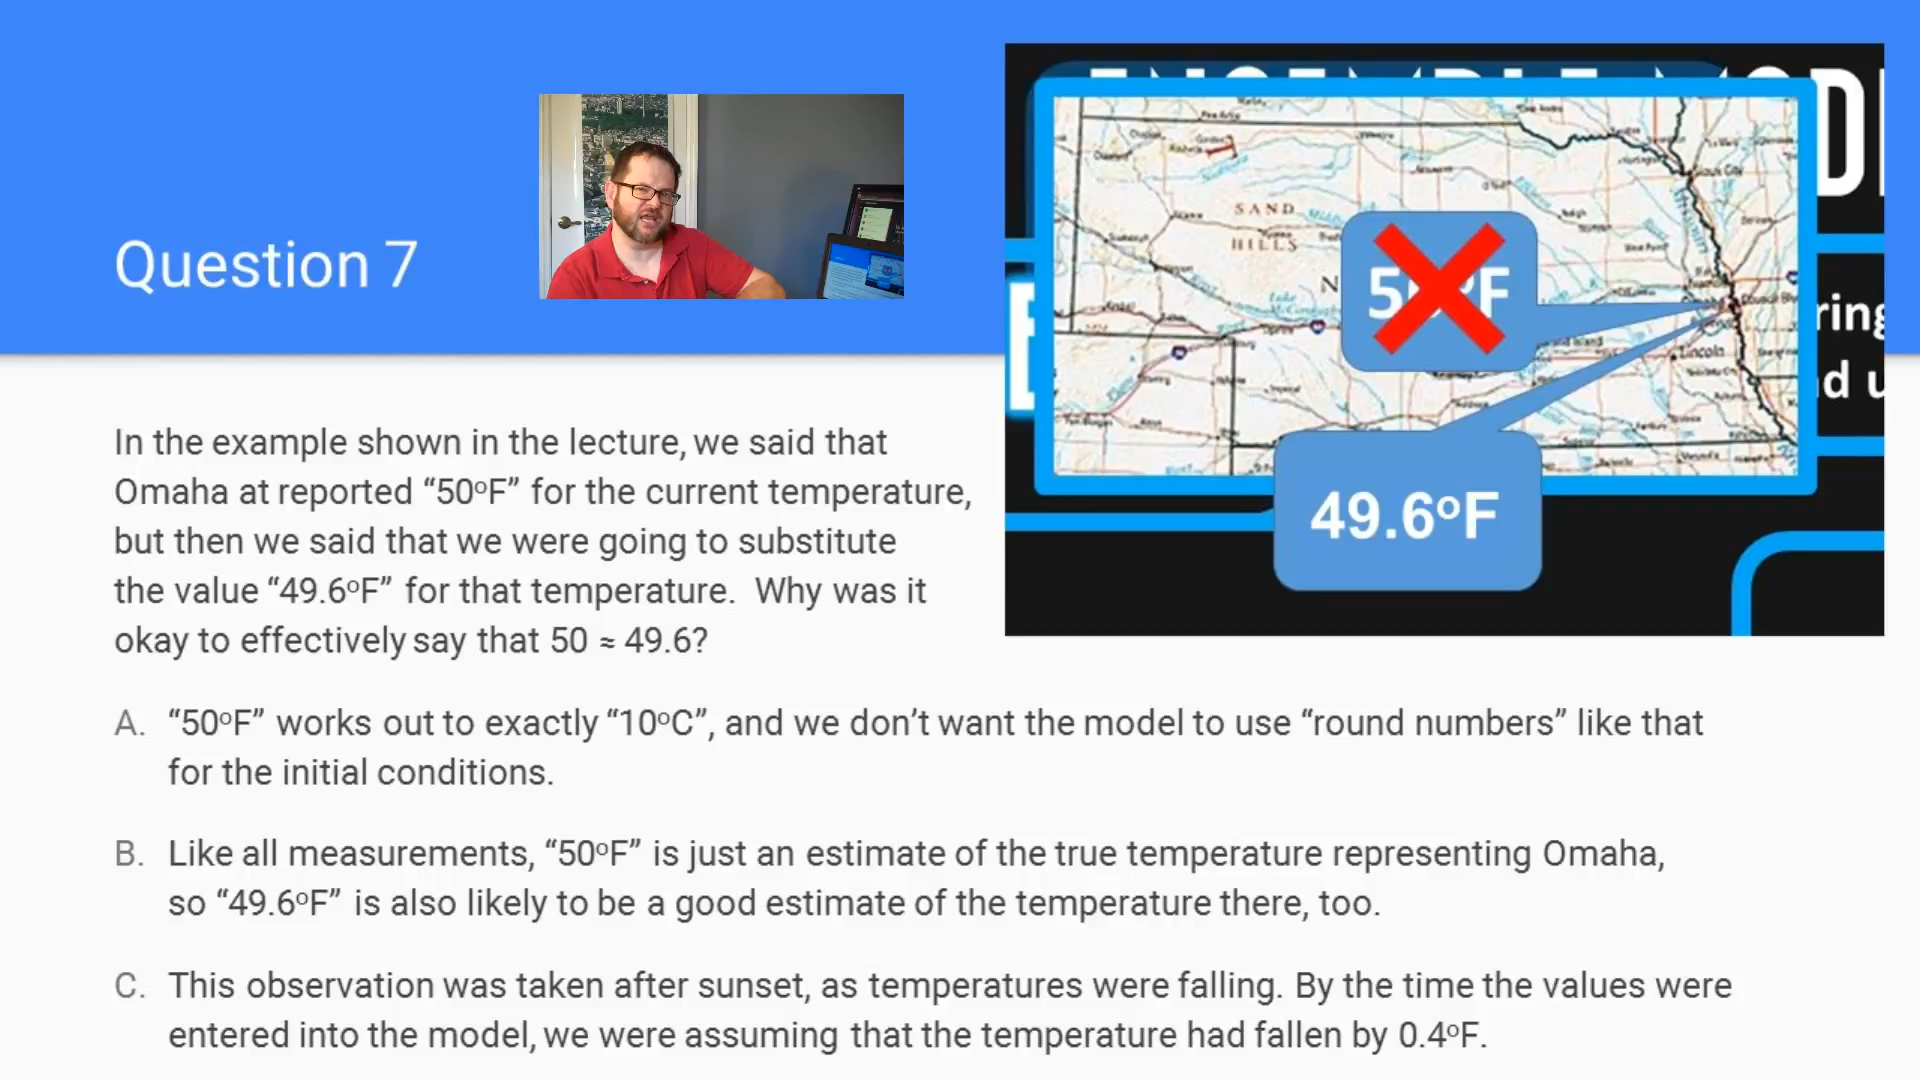 Question 7
In the example shown in the lecture, we said that
Omaha at reported “50ºF” for the current temperature,
but then we said that we were going to substitute
the value “49.6ºF” for that temperature.  Why was it
okay to effectively say that 50 ≈ 49.6?
A. “50ºF” works out to exactly “10ºC”, and we don’t want the model to use “round numbers” like that
for the initial conditions.
B. Like all measurements, “50ºF” is just an estimate of the true temperature representing Omaha,
so “49.6ºF” is also likely to be a good estimate of the temperature there, too.
C. This observation was taken after sunset, as temperatures were falling. By the time the values were
entered into the model, we were assuming that the temperature had fallen by 0.4ºF.
SAND
HILLS
Sioux City
Lincoln
49.6ºF